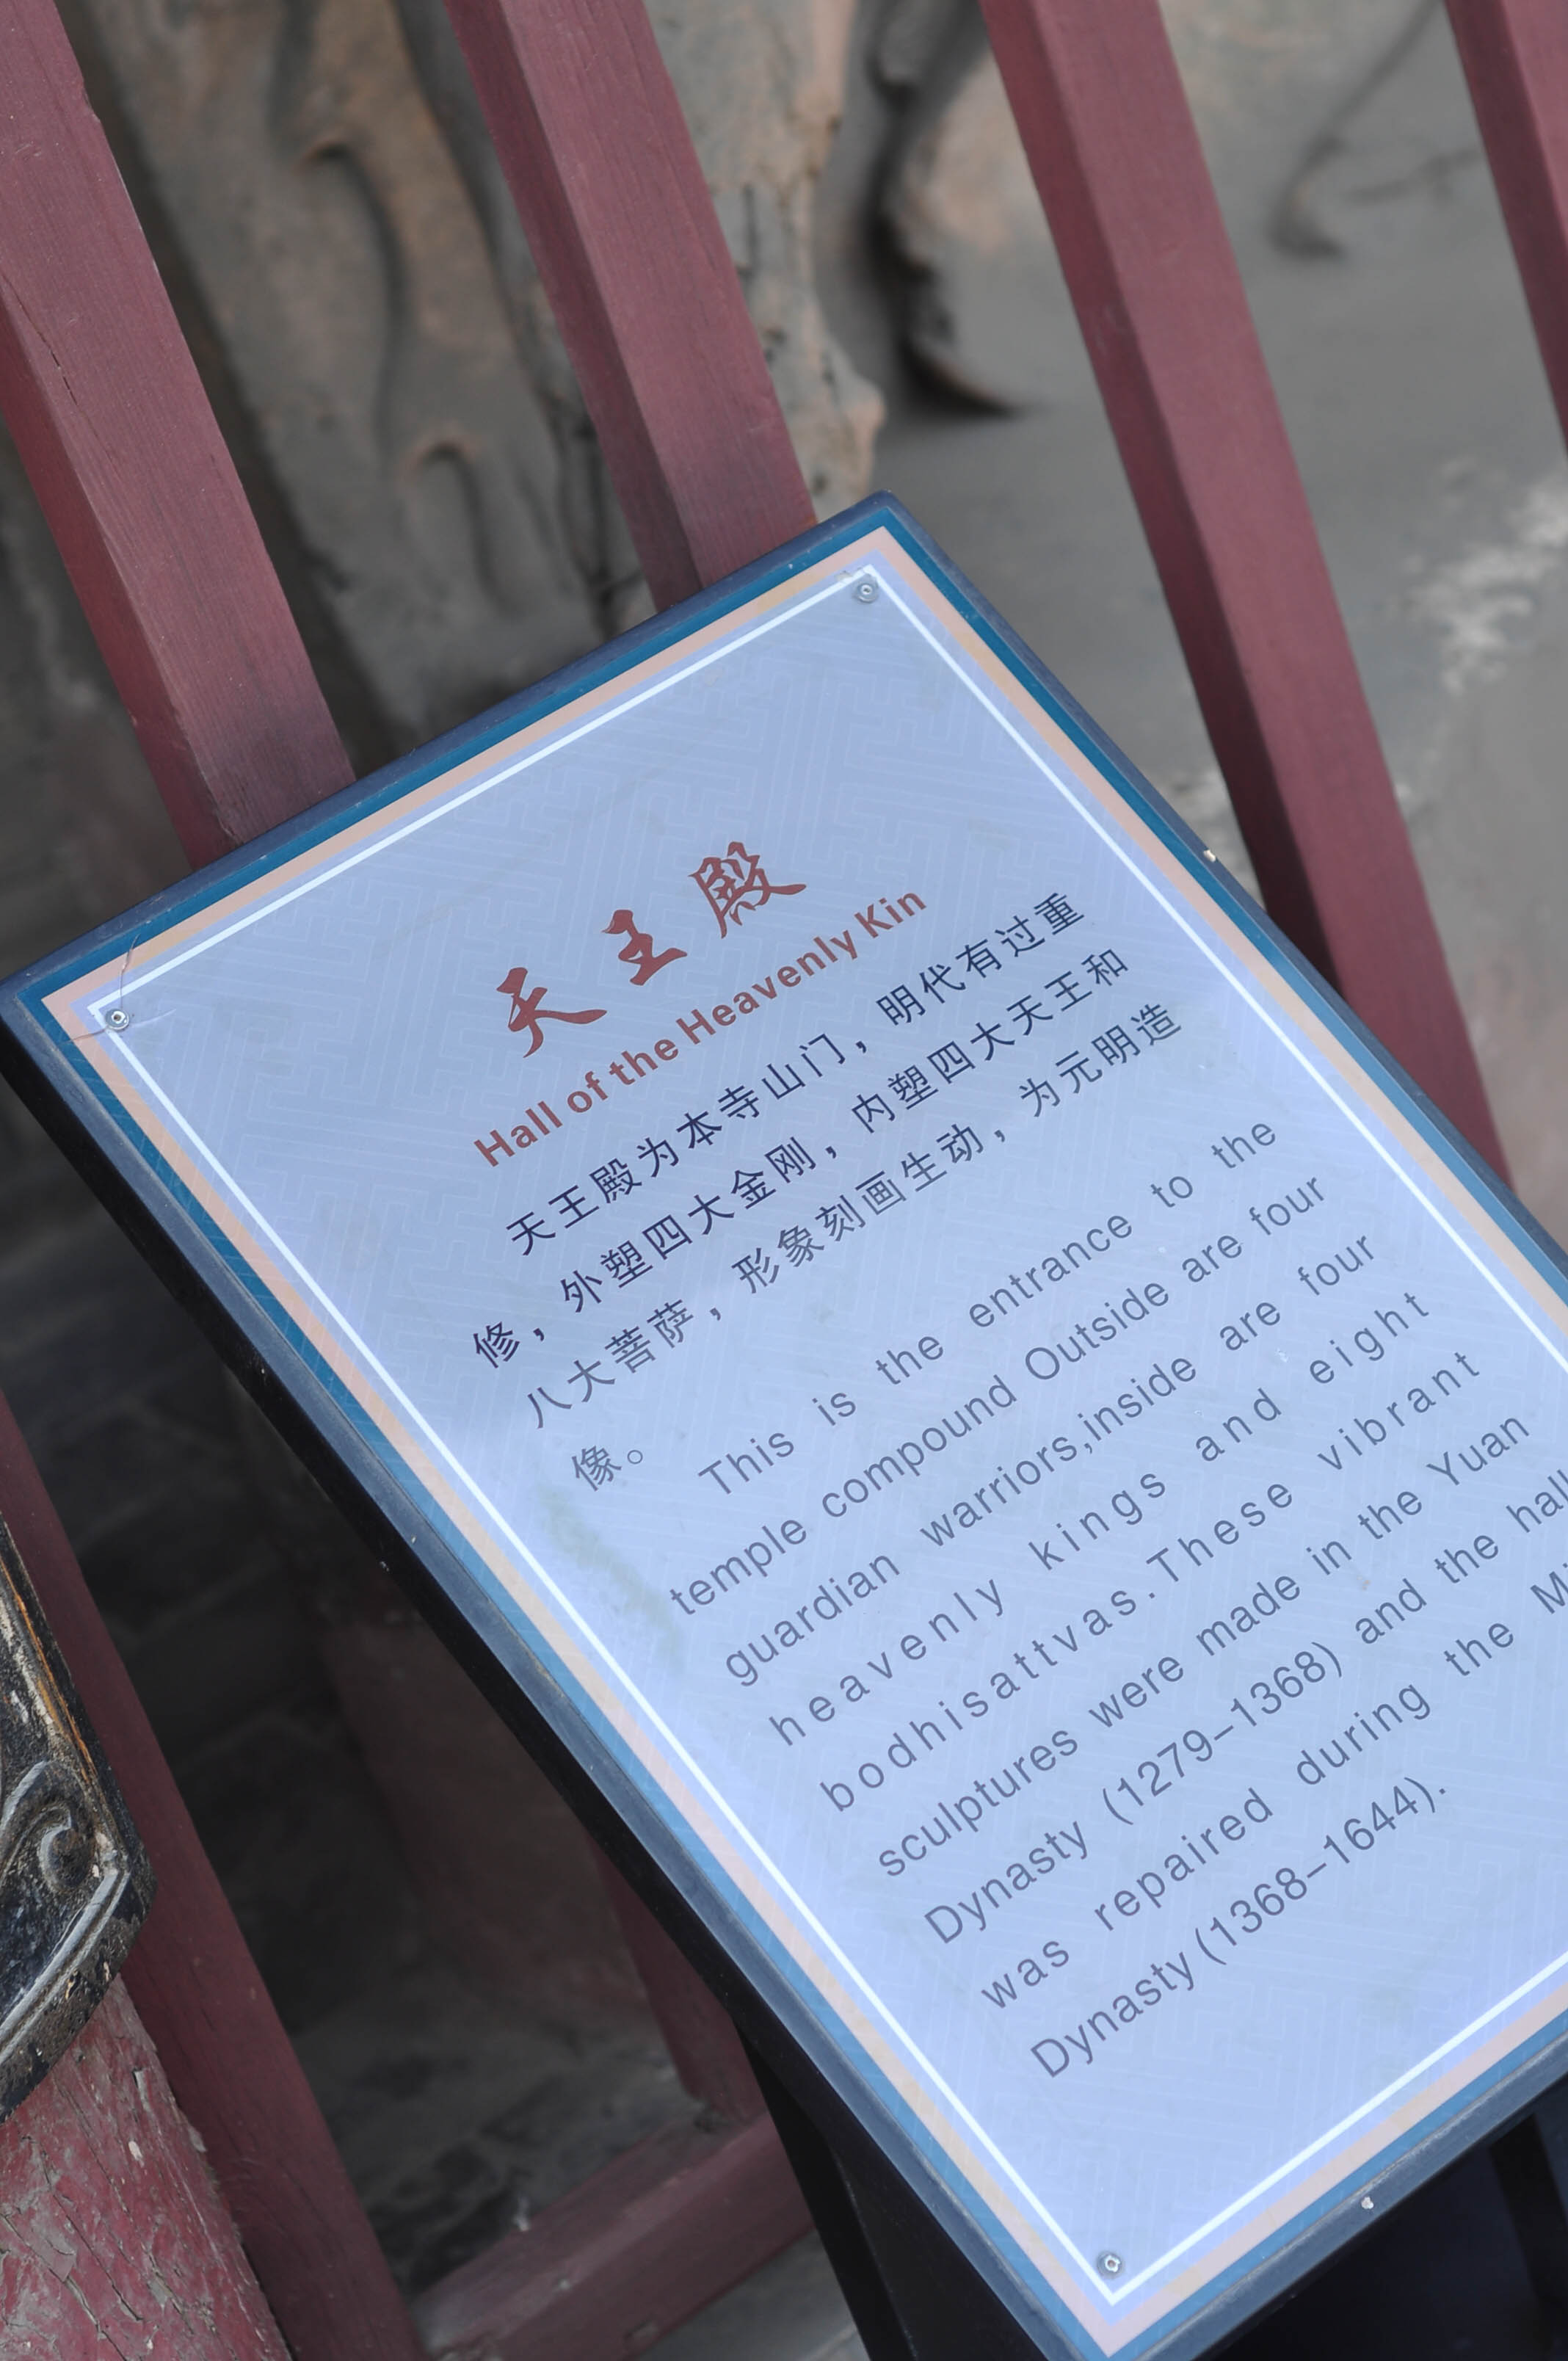 天王殿
Hall of the Heavenly Kin
天王殿为本寺山门，明代有过重
修，外塑四大金刚，内塑四大天王和
八大菩萨，形象刻画生动，为元明造
像。
This is the entrance to the
temple compound Outside are four
guardian warriors,inside are four
heavenly kings and eight
bodhisattvas.These vibrant
sculptures were made in the Yuan
Dynasty (1279–1368) and the hall
was repaired during the
Dynasty (1368–1644).